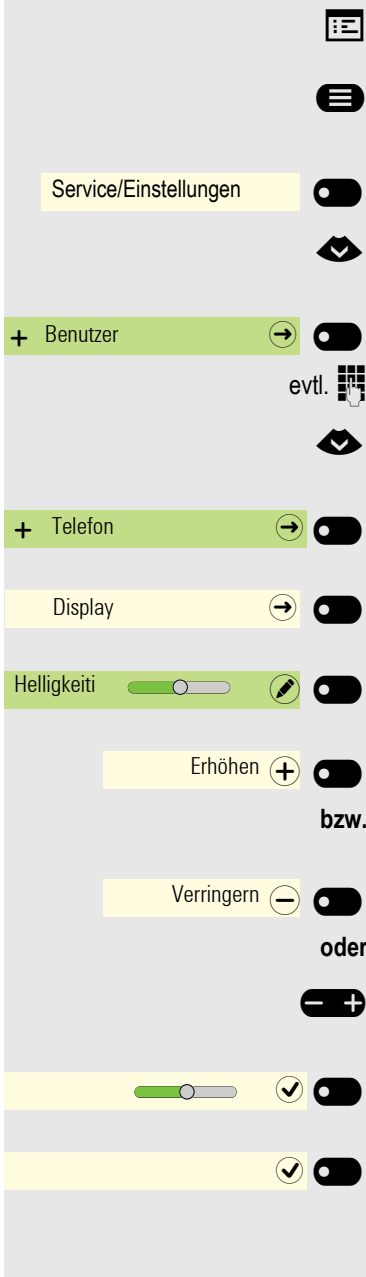 Service/Einstellungen
+ Benutzer
evtl.
+ Telefon
Display
Helligkeiti
Erhöhen
bzw.
Verringern
oder